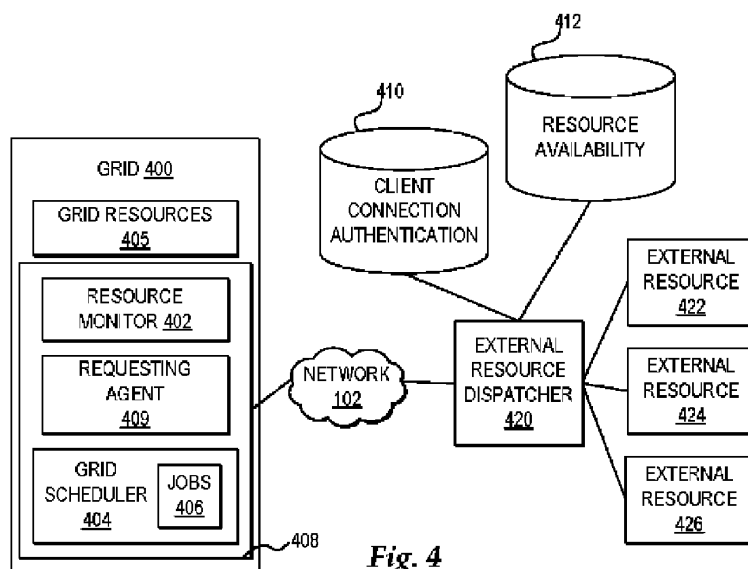 GRID 400
GRID RESOURCES
405
RESOURCE
MONITOR 402
REQUESTING
AGENT
409
GRID
SCHEDULER
404
JOBS
406
408
NETWORK
102
410
CLIENT
CONNECTION
AUTHENTICATION
412
RESOURCE
AVAILABILITY
EXTERNAL
RESOURCE
DISPATCHER
420
EXTERNAL
RESOURCE
422
EXTERNAL
RESOURCE
424
EXTERNAL
RESOURCE
426
Fig. 4